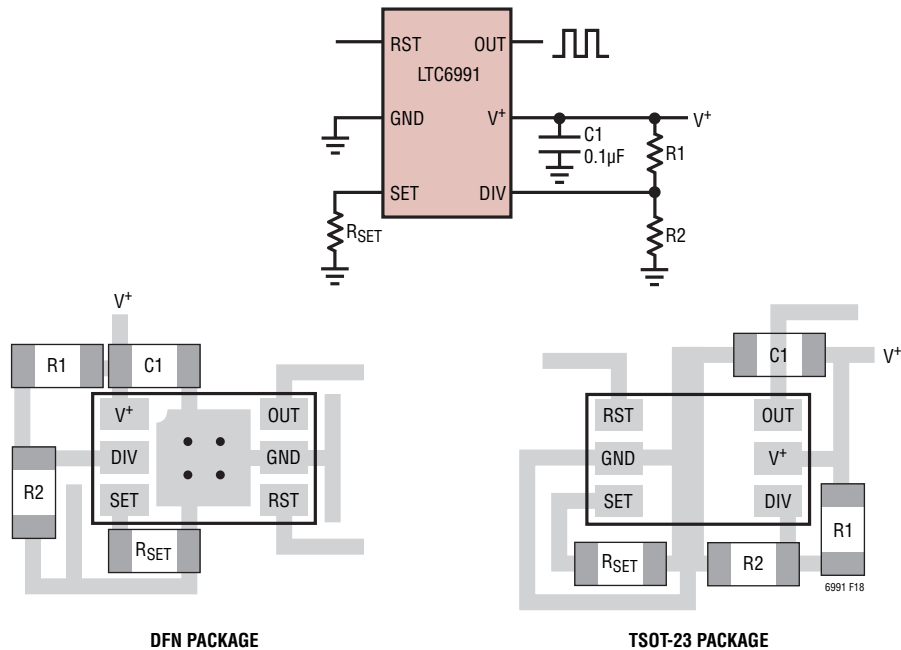 RST
OUT
LTC6991
GND
V+
V+
C1
0.1µF
R1
SET
DIV
RSET
R2
V+
R1
C1
V+
OUT
DIV
GND
SET
RST
R2
RSET
C1
V+
RST
OUT
GND
V+
SET
DIV
R1
RSET
R2
6991 F18
DFN PACKAGE
TSOT-23 PACKAGE